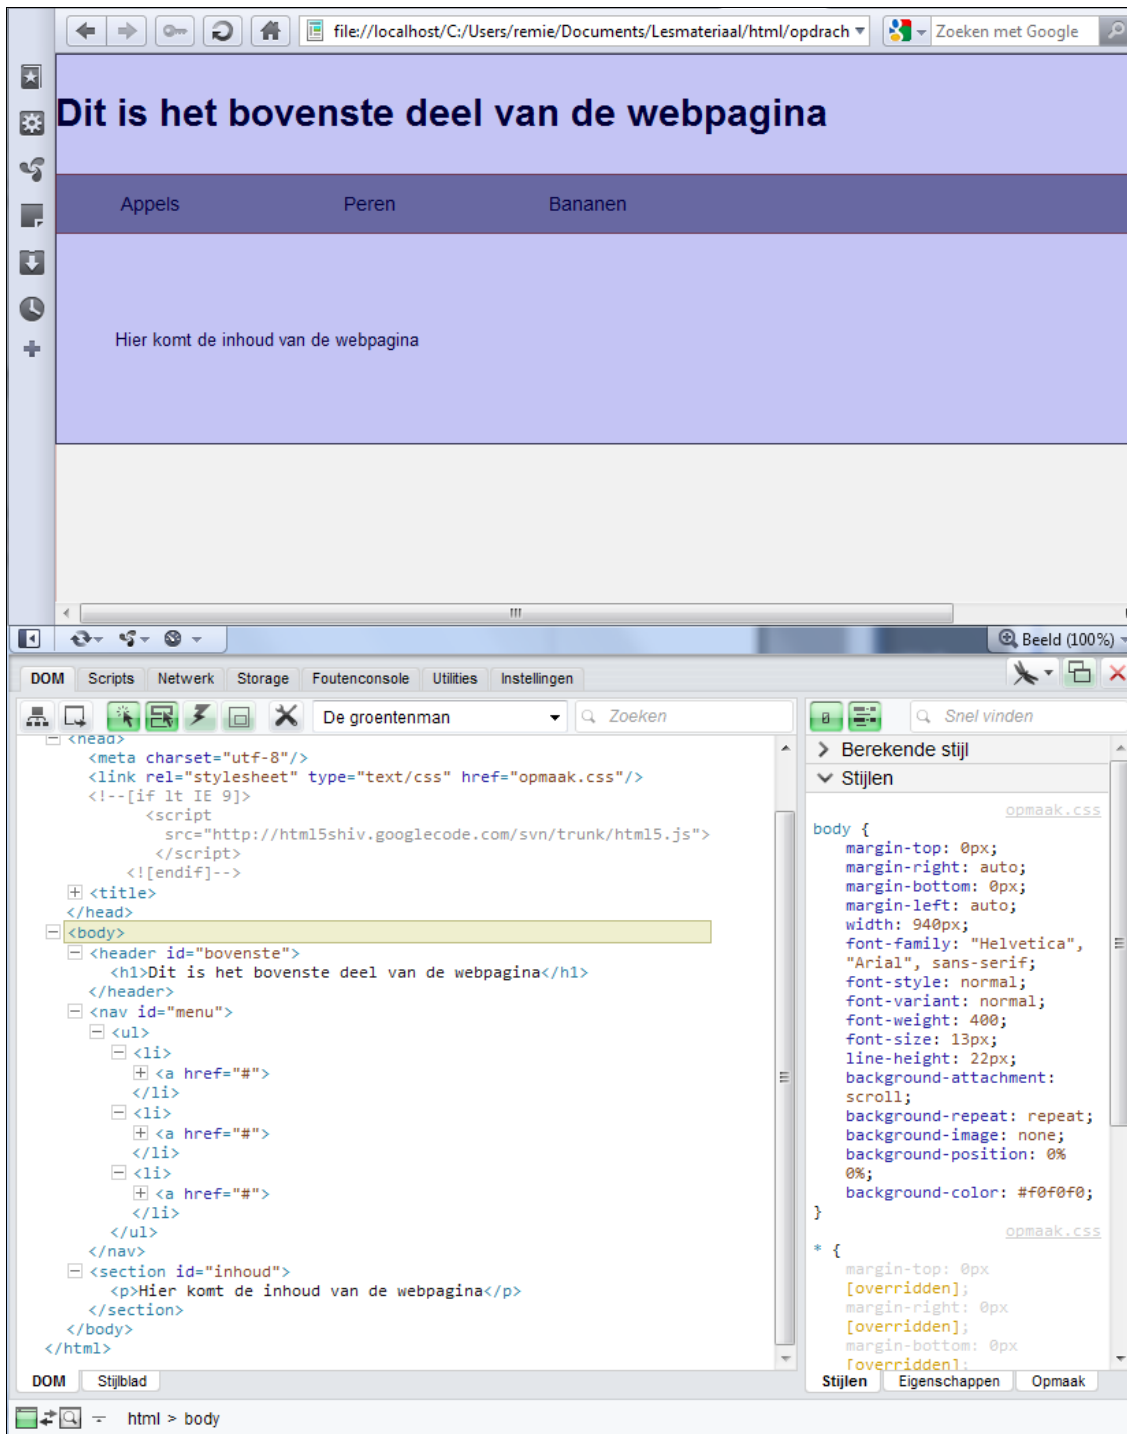 file://localhost/C:/Users/remie/Documents/Lesmateriaal/html/opdrach
Zoeken met Google
Dit is het bovenste deel van de webpagina
Appels Peren Bananen
Hier komt de inhoud van de webpagina
Beeld (100%)
DOM Scripts Netwerk Storage Foutenconsole Utilities Instellingen
De groentenman
Zoeken
Snel vinden
<head>
<meta charset="utf-8"/>
<link rel="stylesheet" type="text/css" href="opmaak.css"/>
<!--[if lt IE 9]>
<script
src="http://html5shiv.googlecode.com/svn/trunk/html5.js">
</script>
<![endif]-->
<title>
</head>
<body>
<header id="bovenste">
<h1>Dit is het bovenste deel van de webpagina</h1>
</header>
<nav id="menu">
<ul>
<li>
<a href="#">
</li>
<li>
<a href="#">
</li>
<li>
<a href="#">
</li>
</ul>
</nav>
<section id="inhoud">
<p>Hier komt de inhoud van de webpagina</p>
</section>
</body>
</html>
Berekende stijl
Stijlen
opmaak.css
body {
margin-top: 0px;
margin-right: auto;
margin-bottom: 0px;
margin-left: auto;
width: 940px;
font-family: "Helvetica",
"Arial", sans-serif;
font-style: normal;
font-variant: normal;
font-weight: 400;
font-size: 13px;
line-height: 22px;
background-attachment:
scroll;
background-repeat: repeat;
background-image: none;
background-position: 0%
0%;
background-color: #f0f0f0;
}
opmaak.css
* {
margin-top: 0px
[overridden];
margin-right: 0px
[overridden];
margin-bottom: 0px
[overridden];
DOM Stijlblad
Stijlen Eigenschappen Opmaak
html > body